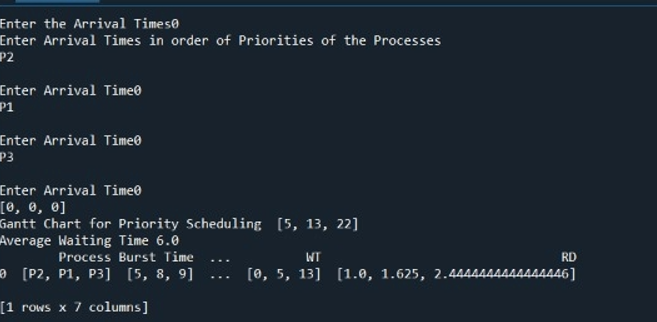 Enter the Arrival Times0
Enter Arrival Times in order of Priorities of the Processes
P2
Enter Arrival Time0
P1
Enter Arrival Time0
P3
Enter Arrival Time0
[0, 0, 0]
Gantt Chart for Priority Scheduling  [5, 13, 22]
Average Waiting Time 6.0
Process Burst Time  ...  WT  RD
0  [P2, P1, P3]  [5, 8, 9]  ...  [0, 5, 13]  [1.0, 1.625, 2.4444444444444446]
[1 rows x 7 columns]